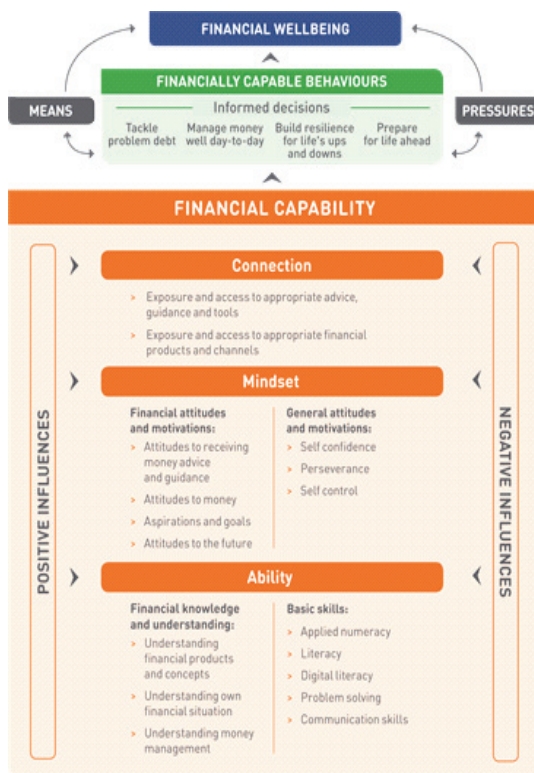 FINANCIAL WELLBEING
FINANCIALLY CAPABLE BEHAVIOURS
MEANS
PRESSURES
Informed decisions
Tackle
problem debt
Manage money
well day-to-day
Build resilience
for life's ups
and downs
Prepare
for life ahead
FINANCIAL CAPABILITY
POSITIVE INFLUENCES
NEGATIVE INFLUENCES
Connection
> Exposure and access to appropriate advice,
guidance and tools
> Exposure and access to appropriate financial
products and channels
Mindset
Financial attitudes
and motivations:
> Attitudes to receiving
money advice
and guidance
> Attitudes to money
> Aspirations and goals
> Attitudes to the future
General attitudes
and motivations:
> Self confidence
> Perseverance
> Self control
Ability
Financial knowledge
and understanding:
> Understanding
financial products
and concepts
> Understanding own
financial situation
> Understanding money
management
Basic skills:
> Applied numeracy
> Literacy
> Digital literacy
> Problem solving
> Communication skills